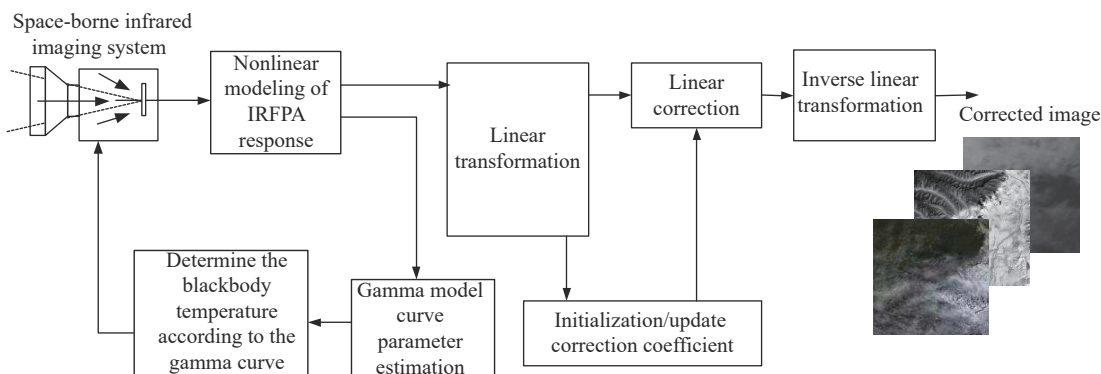 Space-borne infrared
imaging system
Nonlinear
modeling of
IRFPA
response
Linear
transformation
Linear
correction
Inverse linear
transformation
Corrected image
Determine the
blackbody
temperature
according to the
gamma curve
Gamma model
curve
parameter
estimation
Initialization/update
correction coefficient